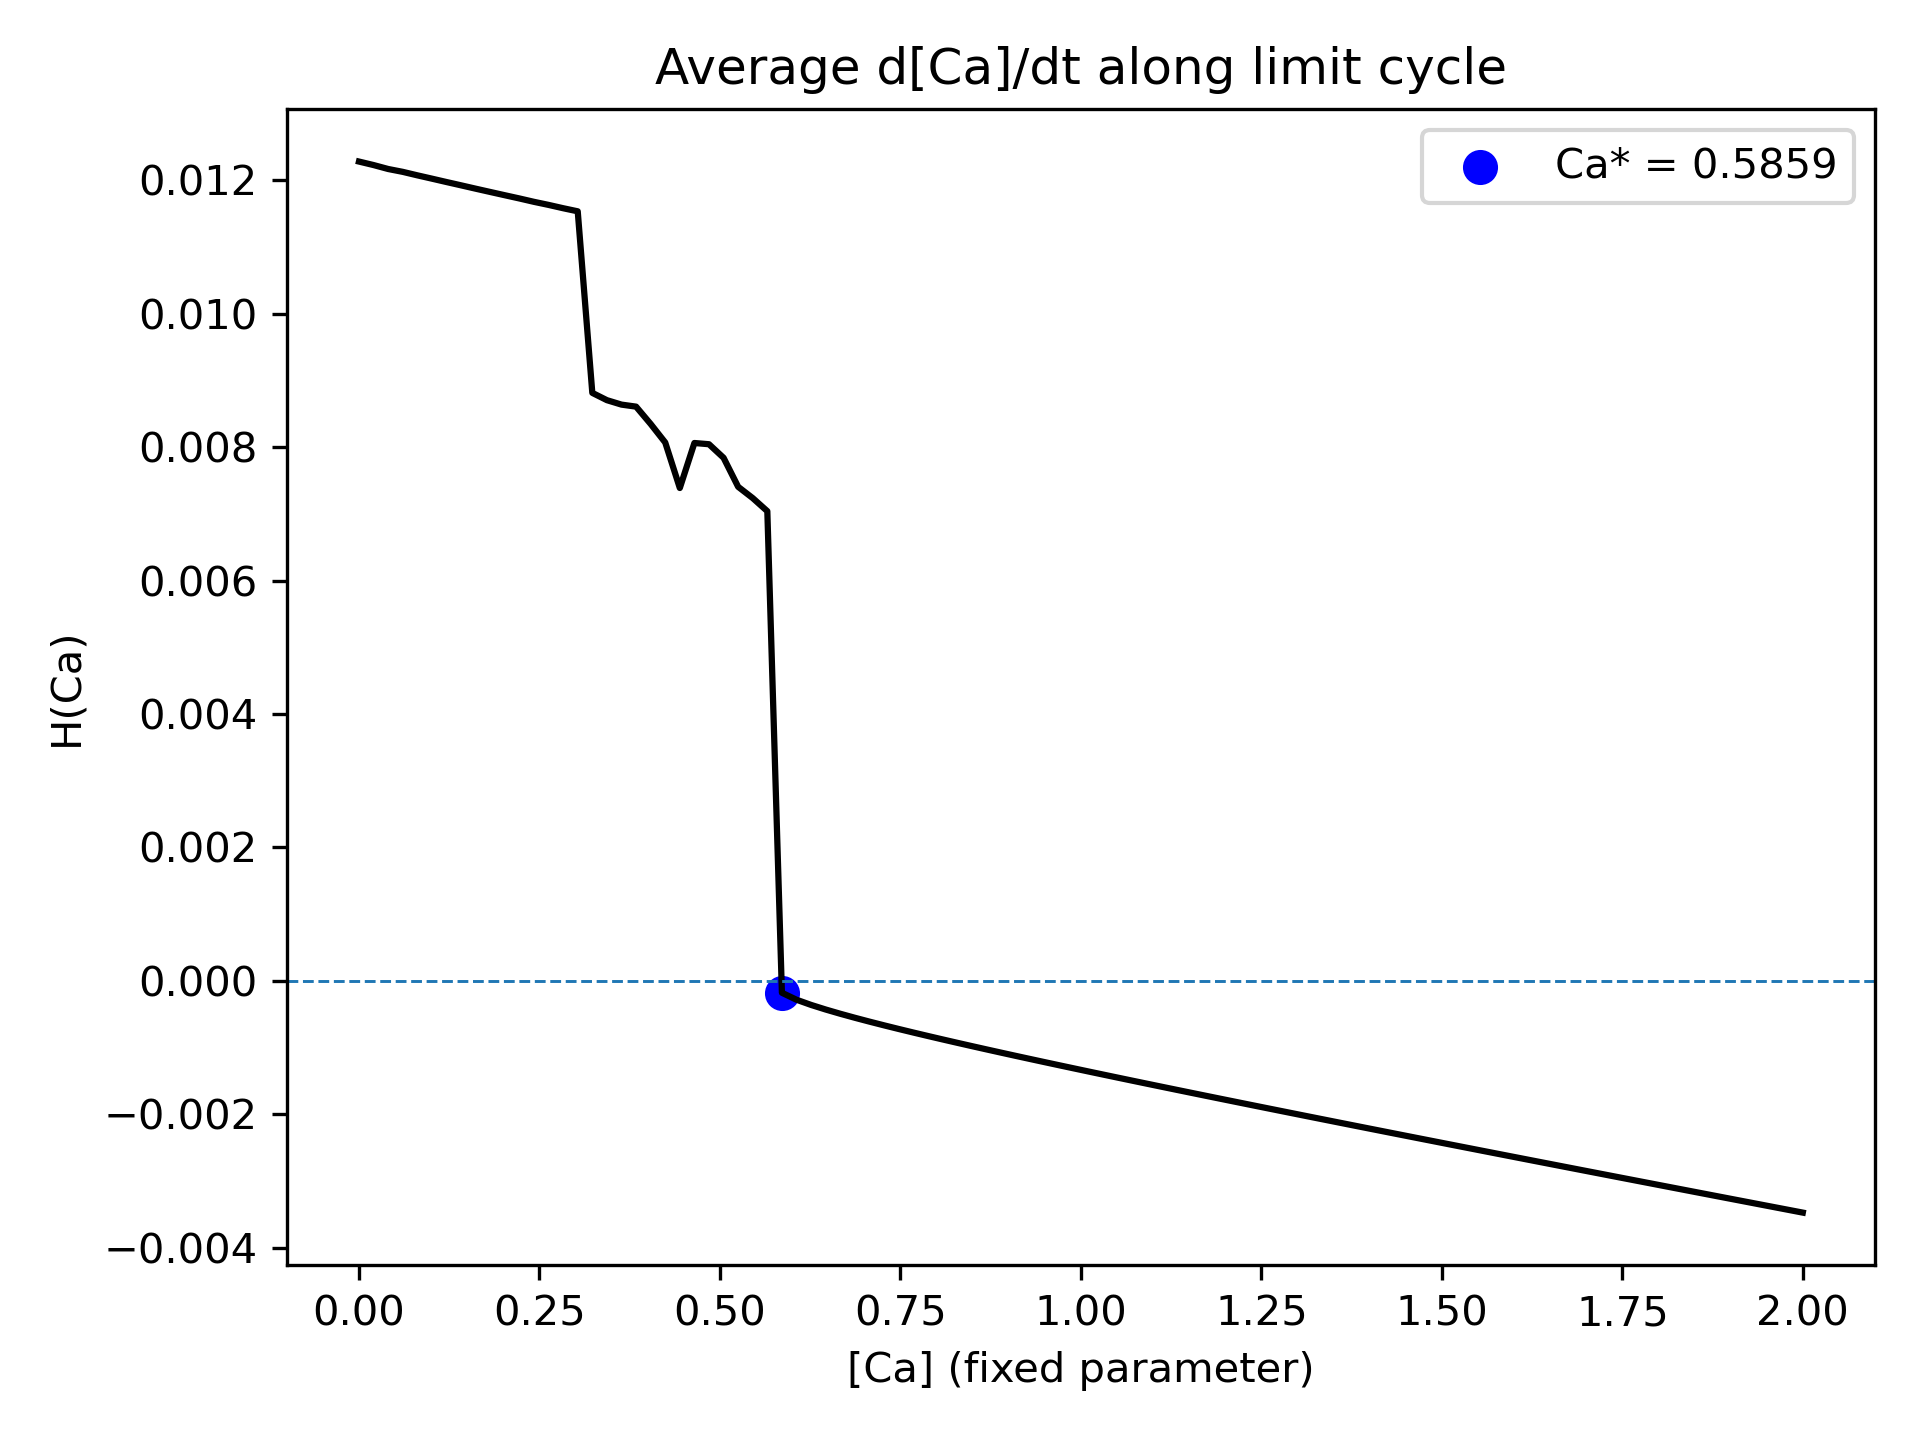 Average d[Ca]/dt along limit cycle
Ca* = 0.5859
0.012
0.010
0.008
0.006
0.004
0.002
0.000
−0.002
−0.004
H(Ca)
0.00 0.25 0.50 0.75 1.00 1.25 1.50 1.75 2.00
[Ca] (fixed parameter)